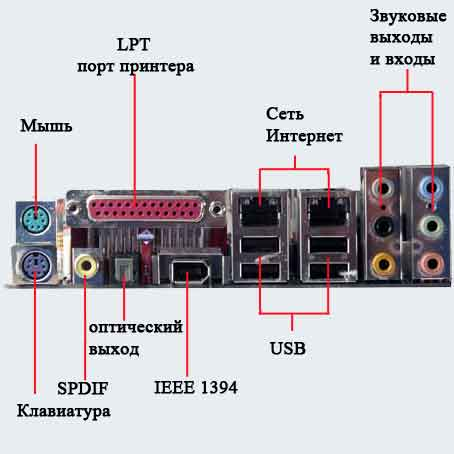 Звуковые
выходы
и входы
LPT
порт принтера
Сеть
Интернет
Мышь
оптический
выход
USB
SPDIF
IEEE 1394
Клавиатура